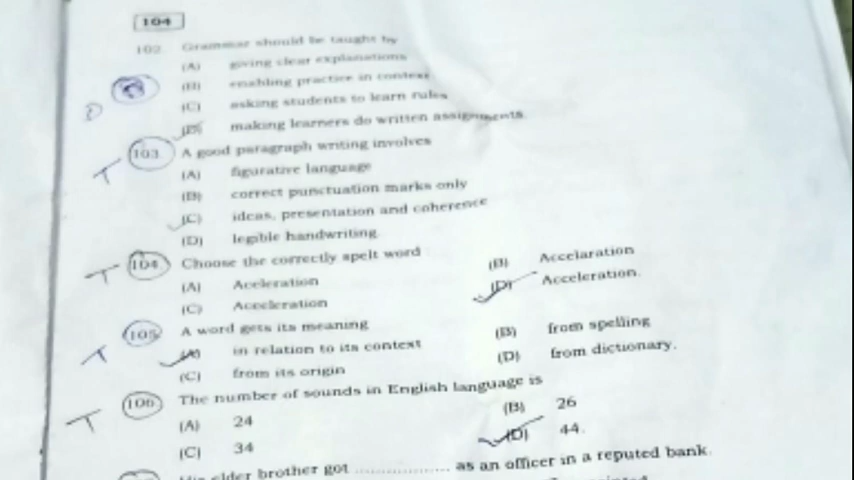 104
102. Grammar should be taught by
(A) giving clear explanations
(B) enabling practice in context
(C) asking students to learn rules
(D) making learners do written assignments.
T 103. A good paragraph writing involves
(A) figurative language
(B) correct punctuation marks only
(C) ideas, presentation and coherence
(D) legible handwriting.
T 104. Choose the correctly spelt word
(A) Aceleration (B) Accelaration
(C) Acceleration (D) Acceleration.
T 105. A word gets its meaning
(A) in relation to its context (B) from spelling
(C) from its origin (D) from dictionary.
T 106. The number of sounds in English language is
(A) 24 (B) 26
(C) 34 (D) 44.
elder brother got .................. as an officer in a reputed bank.